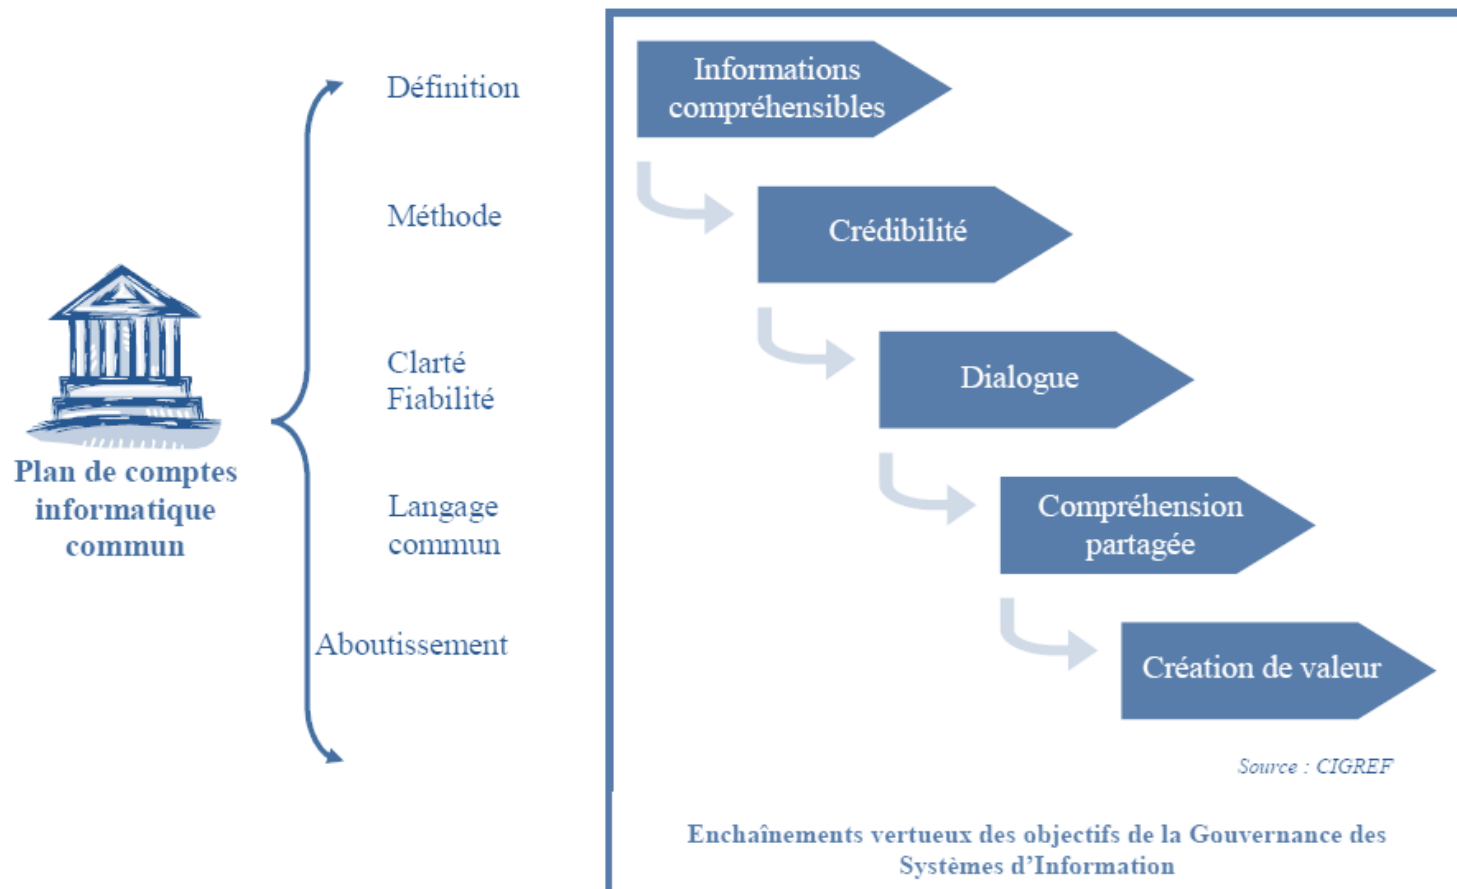 Définition
Méthode
Clarté
Fiabilité
Langage
commun
Aboutissement
Plan de comptes
informatique
commun
Informations
compréhensibles
Crédibilité
Dialogue
Compréhension
partagée
Création de valeur
Source : CIGREF
Enchaînements vertueux des objectifs de la Gouvernance des
Systèmes d’Information